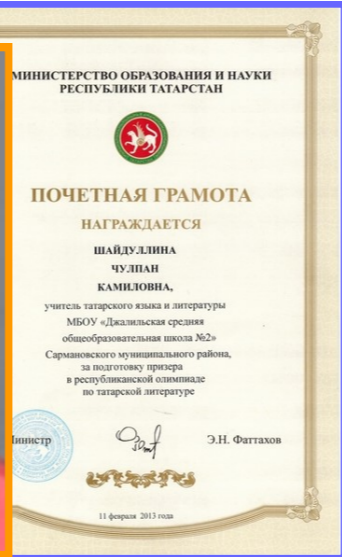 МИНИСТЕРСТВО ОБРАЗОВАНИЯ И НАУКИ
РЕСПУБЛИКИ ТАТАРСТАН
ПОЧЕТНАЯ ГРАМОТА
НАГРАЖДАЕТСЯ
ШАЙДУЛЛИНА
ЧУЛПАН
КАМИЛОВНА,
учитель татарского языка и литературы
МБОУ «Джалильская средняя
общеобразовательная школа №2»
Сармановского муниципального района,
за подготовку призера
в республиканской олимпиаде
по татарской литературе
Министр Э.Н. Фаттахов
11 февраля 2013 года